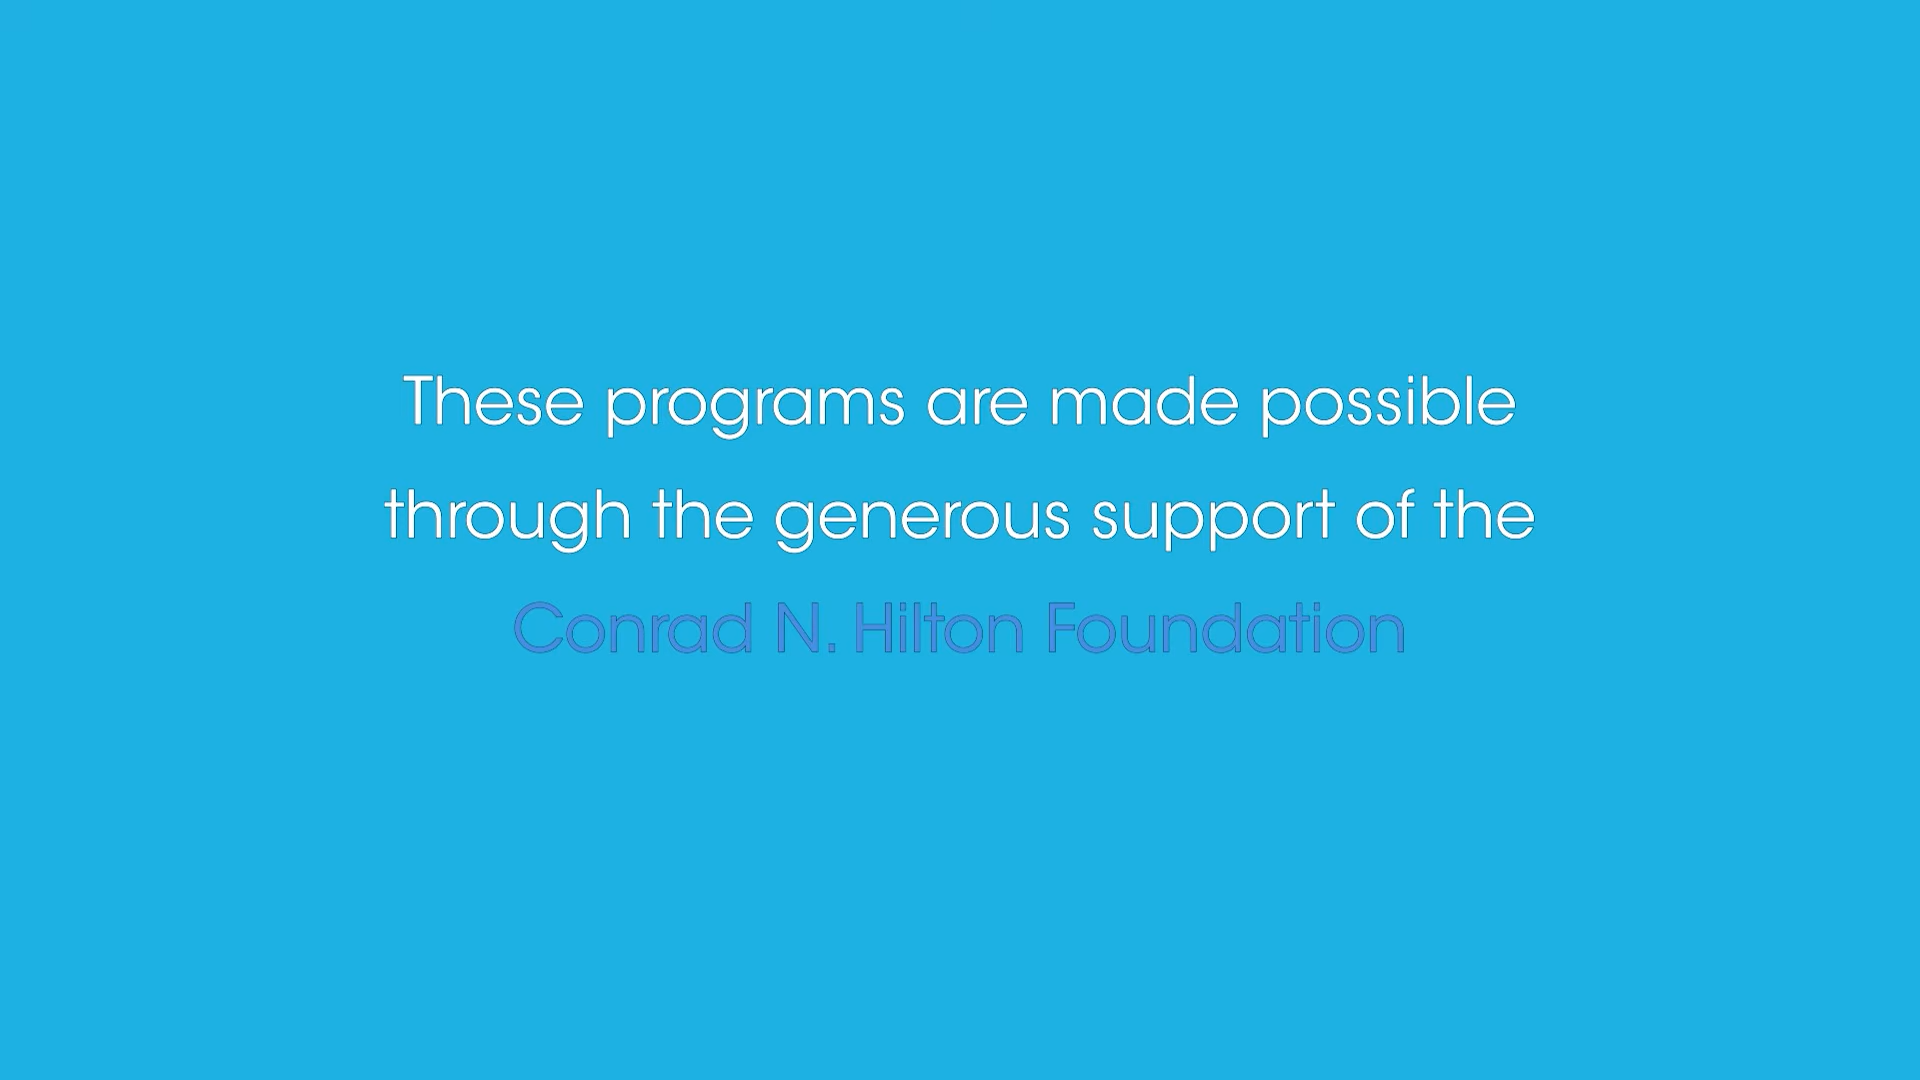 These programs are made possible
through the generous support of the
Conrad N. Hilton Foundation